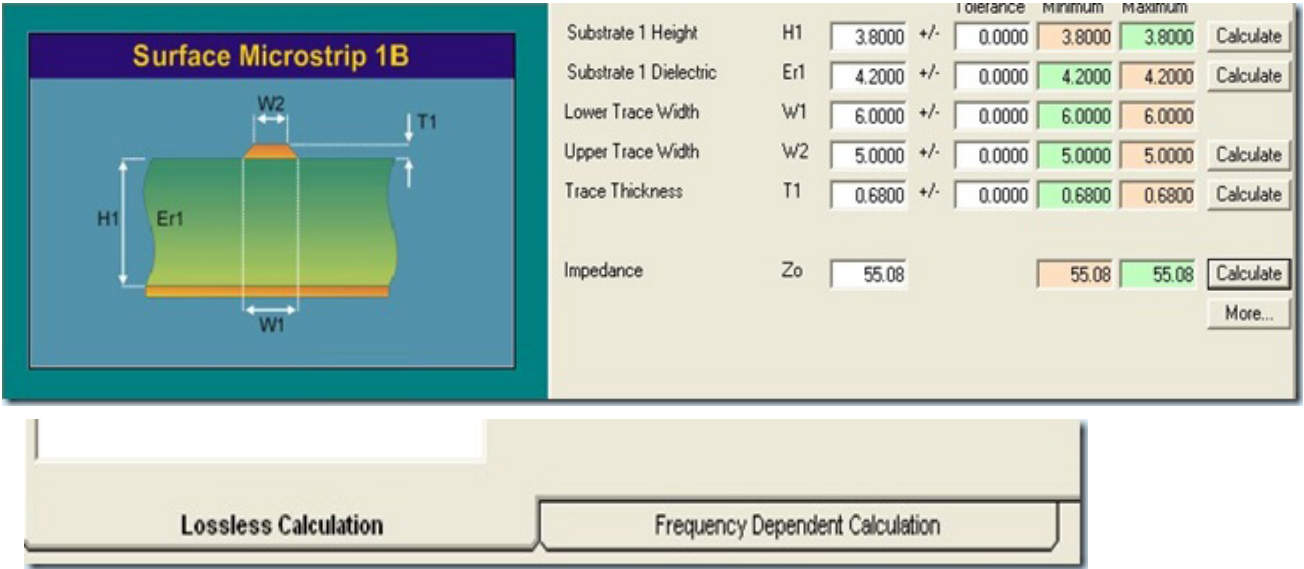 Tolerance Minimum Maximum
Surface Microstrip 1B
W2
T1
H1 Er1
W1
Substrate 1 Height H1 3.8000 +/- 0.0000 3.8000 3.8000 Calculate
Substrate 1 Dielectric Er1 4.2000 +/- 0.0000 4.2000 4.2000 Calculate
Lower Trace Width W1 6.0000 +/- 0.0000 6.0000 6.0000
Upper Trace Width W2 5.0000 +/- 0.0000 5.0000 5.0000 Calculate
Trace Thickness T1 0.6800 +/- 0.0000 0.6800 0.6800 Calculate
Impedance Zo 55.08 55.08 55.08 Calculate
More...
Lossless Calculation Frequency Dependent Calculation